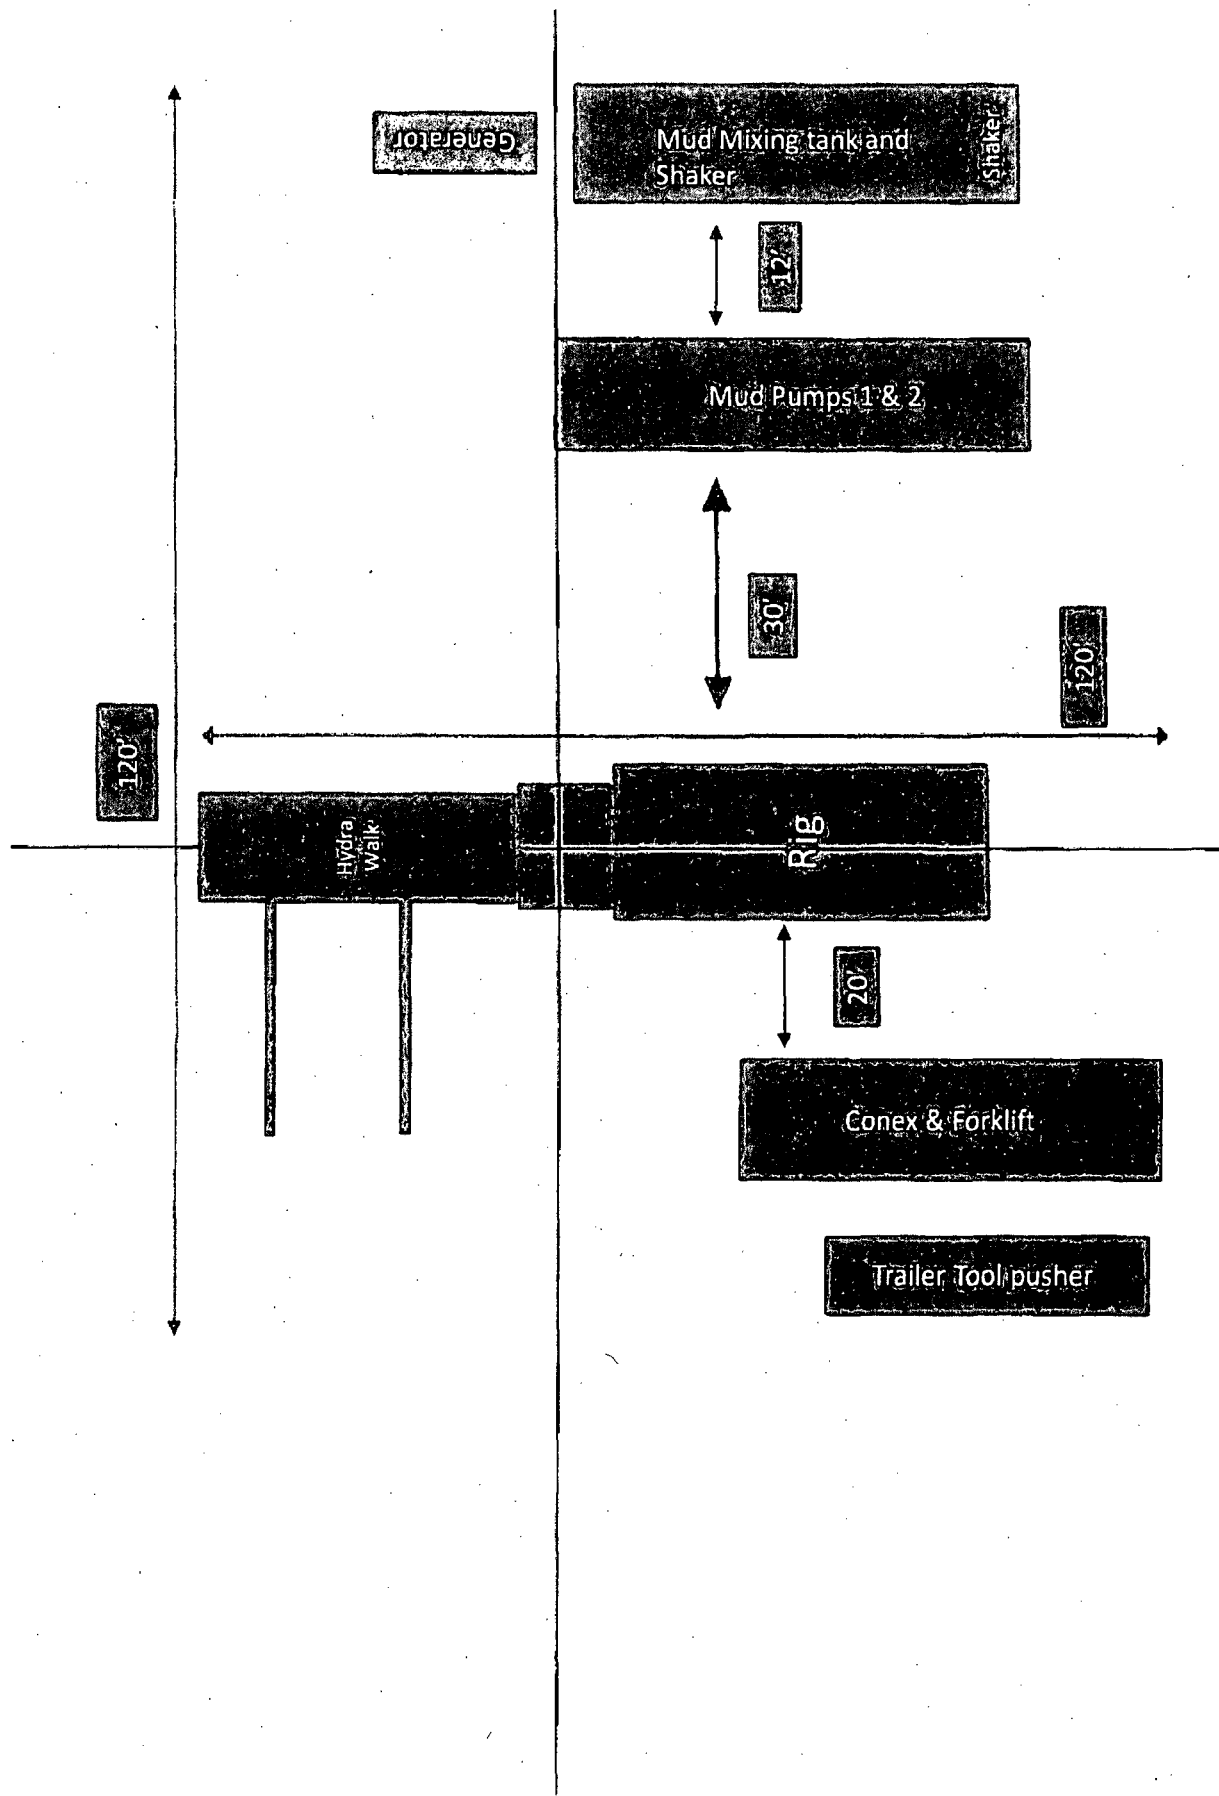 Generator
Mud Mixing tank and
Shaker
Shaker
12'
Mud Pumps 1 & 2
30'
120'
120'
Hydra
Walk
Rig
20'
Conex & Forklift
Trailer Tool pusher